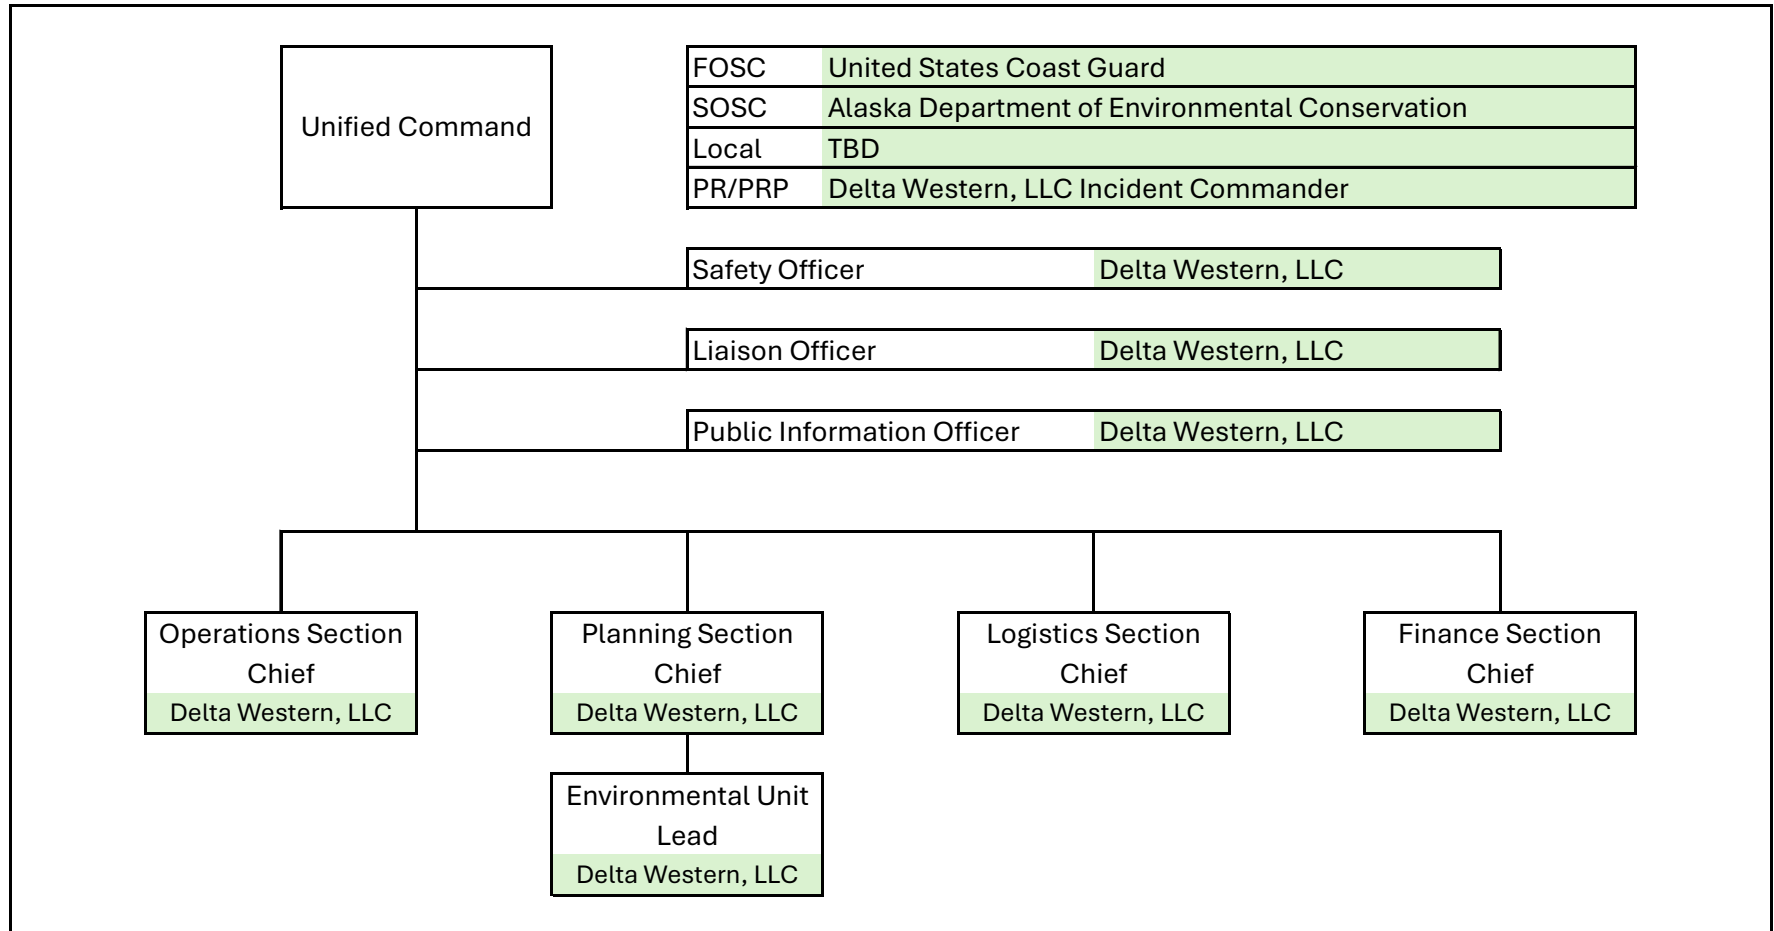 Unified Command
FOSC United States Coast Guard
SOSC Alaska Department of Environmental Conservation
Local TBD
PR/PRP Delta Western, LLC Incident Commander
Safety Officer Delta Western, LLC
Liaison Officer Delta Western, LLC
Public Information Officer Delta Western, LLC
Operations Section
Chief
Delta Western, LLC
Planning Section
Chief
Delta Western, LLC
Logistics Section
Chief
Delta Western, LLC
Finance Section
Chief
Delta Western, LLC
Environmental Unit
Lead
Delta Western, LLC